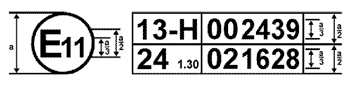 a E11 a/3 a/2 13-H 002439 a/3 a/2
24 1.30 021628 a/3 a/2